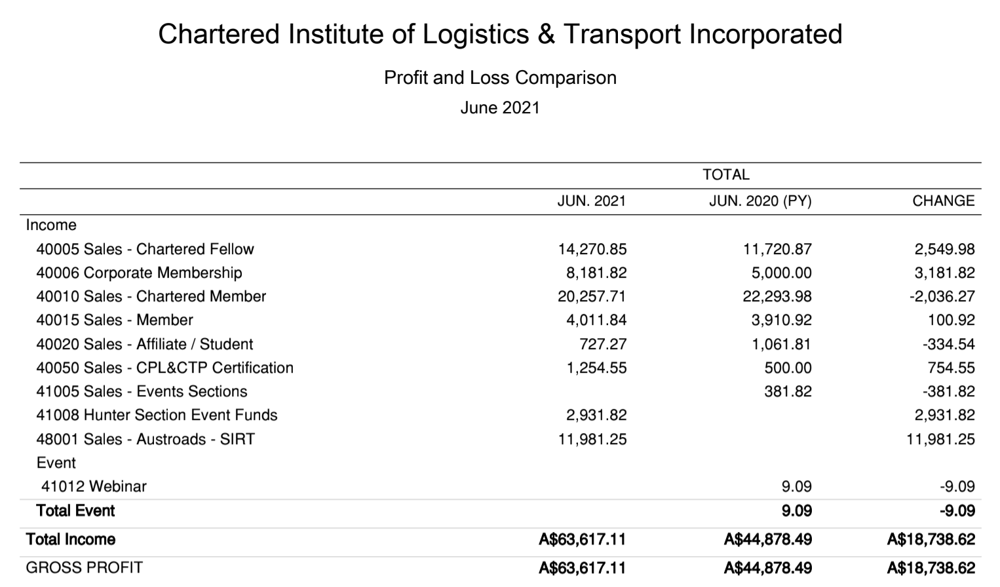 Chartered Institute of Logistics & Transport Incorporated
Profit and Loss Comparison
June 2021
TOTAL
JUN. 2021 JUN. 2020 (PY) CHANGE
Income
40005 Sales - Chartered Fellow 14,270.85 11,720.87 2,549.98
40006 Corporate Membership 8,181.82 5,000.00 3,181.82
40010 Sales - Chartered Member 20,257.71 22,293.98 -2,036.27
40015 Sales - Member 4,011.84 3,910.92 100.92
40020 Sales - Affiliate / Student 727.27 1,061.81 -334.54
40050 Sales - CPL&CTP Certification 1,254.55 500.00 754.55
41005 Sales - Events Sections 381.82 -381.82
41008 Hunter Section Event Funds 2,931.82 2,931.82
48001 Sales - Austroads - SIRT 11,981.25 11,981.25
Event
41012 Webinar 9.09 -9.09
Total Event 9.09 -9.09
Total Income A$63,617.11 A$44,878.49 A$18,738.62
GROSS PROFIT A$63,617.11 A$44,878.49 A$18,738.62